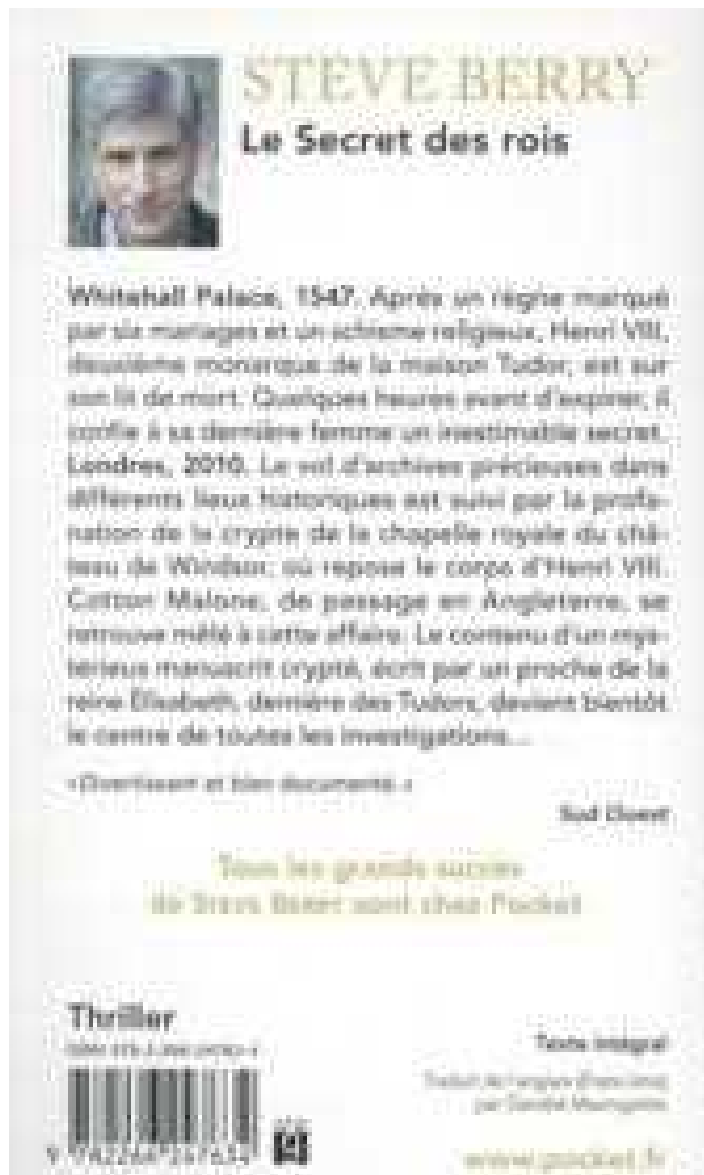 STEVE BERRY
Le Secret des rois
Whitehall Palace, 1547. Après un règne marqué
par six mariages et un schisme religieux, Henri VIII,
deuxième monarque de la maison Tudor, est sur
son lit de mort. Quelques heures avant d'expirer, il
confie à sa dernière femme un inestimable secret.
Londres, 2010. Le vol d'archives précieuses dans
différents lieux historiques est suivi par la profa-
nation de la crypte de la chapelle royale du châ-
teau de Windsor, où repose le corps d'Henri VIII.
Cotton Malone, de passage en Angleterre, se
retrouve mêlé à cette affaire. Le contenu d'un mys-
térieux manuscrit crypté, écrit par un proche de la
reine Élisabeth, dernière des Tudors, devient bientôt
le centre de toutes les investigations...
«Divertissant et bien documenté.»
Sud Ouest
Tous les grands succès
de Steve Berry sont chez Pocket
Thriller
Texte intégral
Traduit de l'anglais (États-Unis)
par
www.pocket.fr